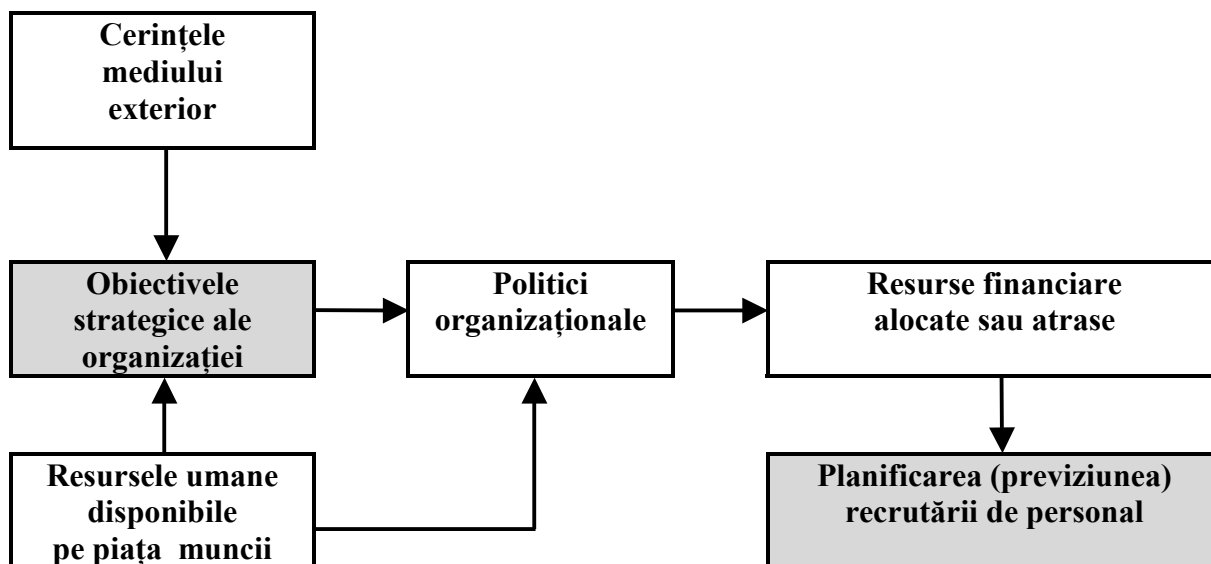 Cerințele
mediului
exterior
Obiectivele
strategice ale
organizației
Politici
organizaționale
Resurse financiare
alocate sau atrase
Resursele umane
disponibile
pe piața muncii
Planificarea (previziunea)
recrutării de personal